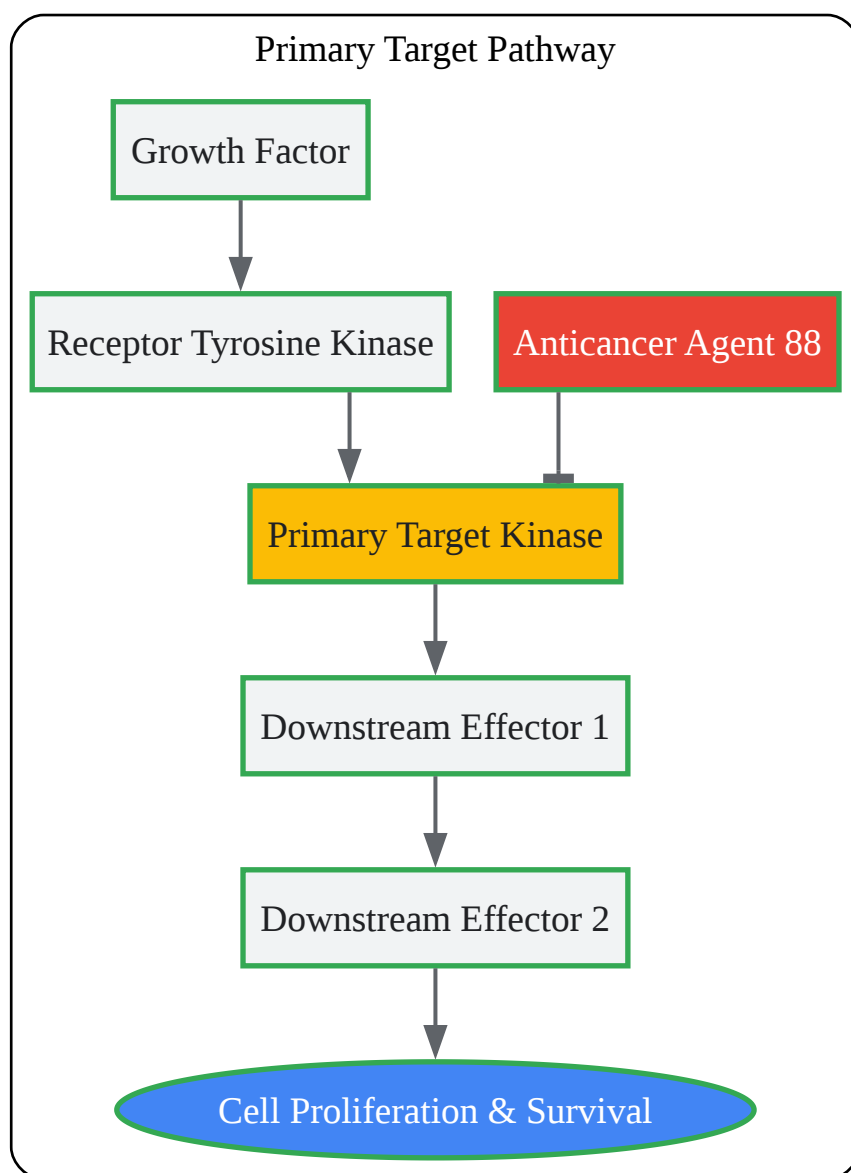 Primary Target Pathway
Growth Factor
Receptor Tyrosine Kinase
Anticancer Agent 88
Primary Target Kinase
Downstream Effector 1
Downstream Effector 2
Cell Proliferation & Survival